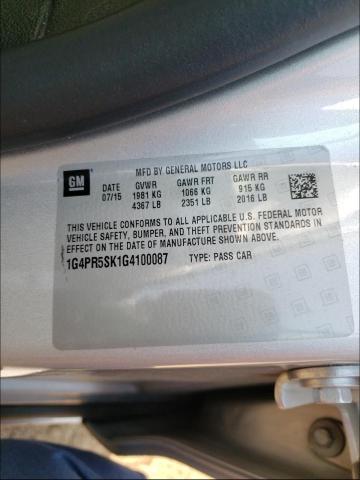 MFD BY GENERAL MOTORS LLC
GM DATE GVWR GAWR FRT GAWR RR
07/15 1981 KG 1066 KG 915 KG
4367 LB 2351 LB 2016 LB
THIS VEHICLE CONFORMS TO ALL APPLICABLE U.S. FEDERAL MOTOR
VEHICLE SAFETY, BUMPER, AND THEFT PREVENTION STANDARDS IN
EFFECT ON THE DATE OF MANUFACTURE SHOWN ABOVE.
1G4PR5SK1G4100087 TYPE: PASS CAR